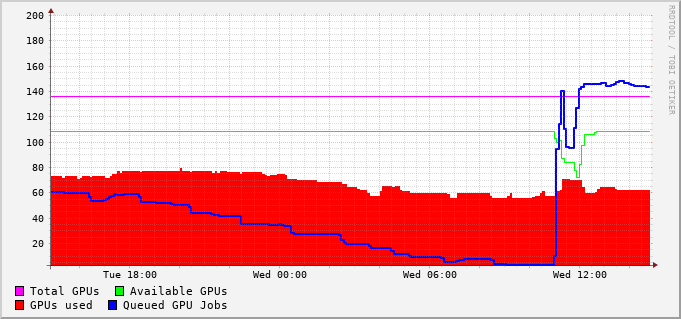 RRDTOOL / TOBI OETIKER
200
180
160
140
120
100
80
60
40
20
Tue 18:00 Wed 00:00 Wed 06:00 Wed 12:00
Total GPUs Available GPUs
GPUs used Queued GPU Jobs